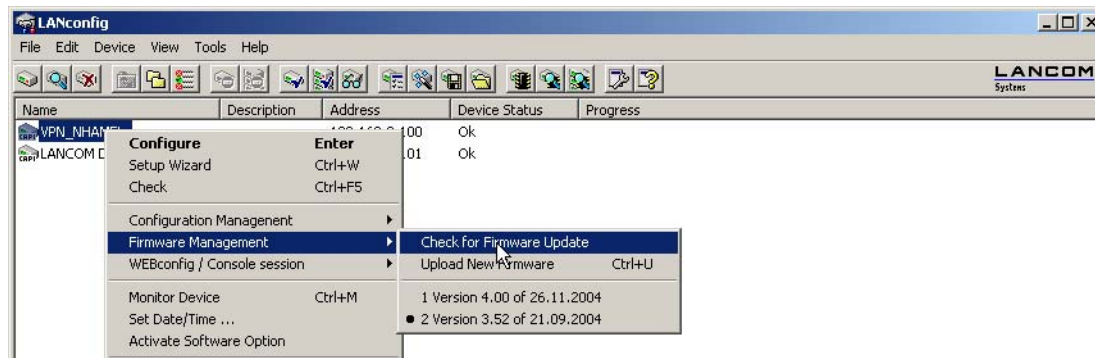 LANconfig
File Edit Device View Tools Help
LANCOM
Systems
Name Description Address Device Status Progress
VPN_NHAMEL 100 Ok
LANCOM 01 Ok
Configure Enter
Setup Wizard Ctrl+W
Check Ctrl+F5
Configuration Management
Firmware Management
WEBconfig / Console session
Monitor Device Ctrl+M
Set Date/Time ...
Activate Software Option
Check for Firmware Update
Upload New Firmware Ctrl+U
1 Version 4.00 of 26.11.2004
2 Version 3.52 of 21.09.2004